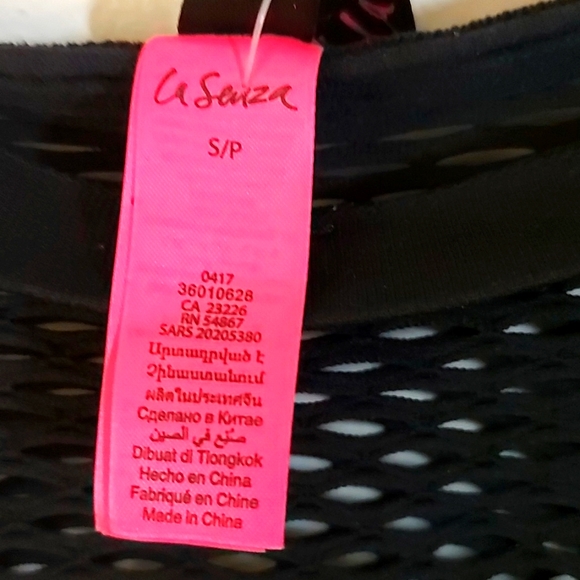 La Senza
S/P
0417
36010628
CA 23226
RN 54867
SARS 20205380
Արտադրված է
Չինաստանում
ผลิตในประเทศจีน
Сделано в Китае
صنع في الصين
Dibuat di Tiongkok
Hecho en China
Fabriqué en Chine
Made in China